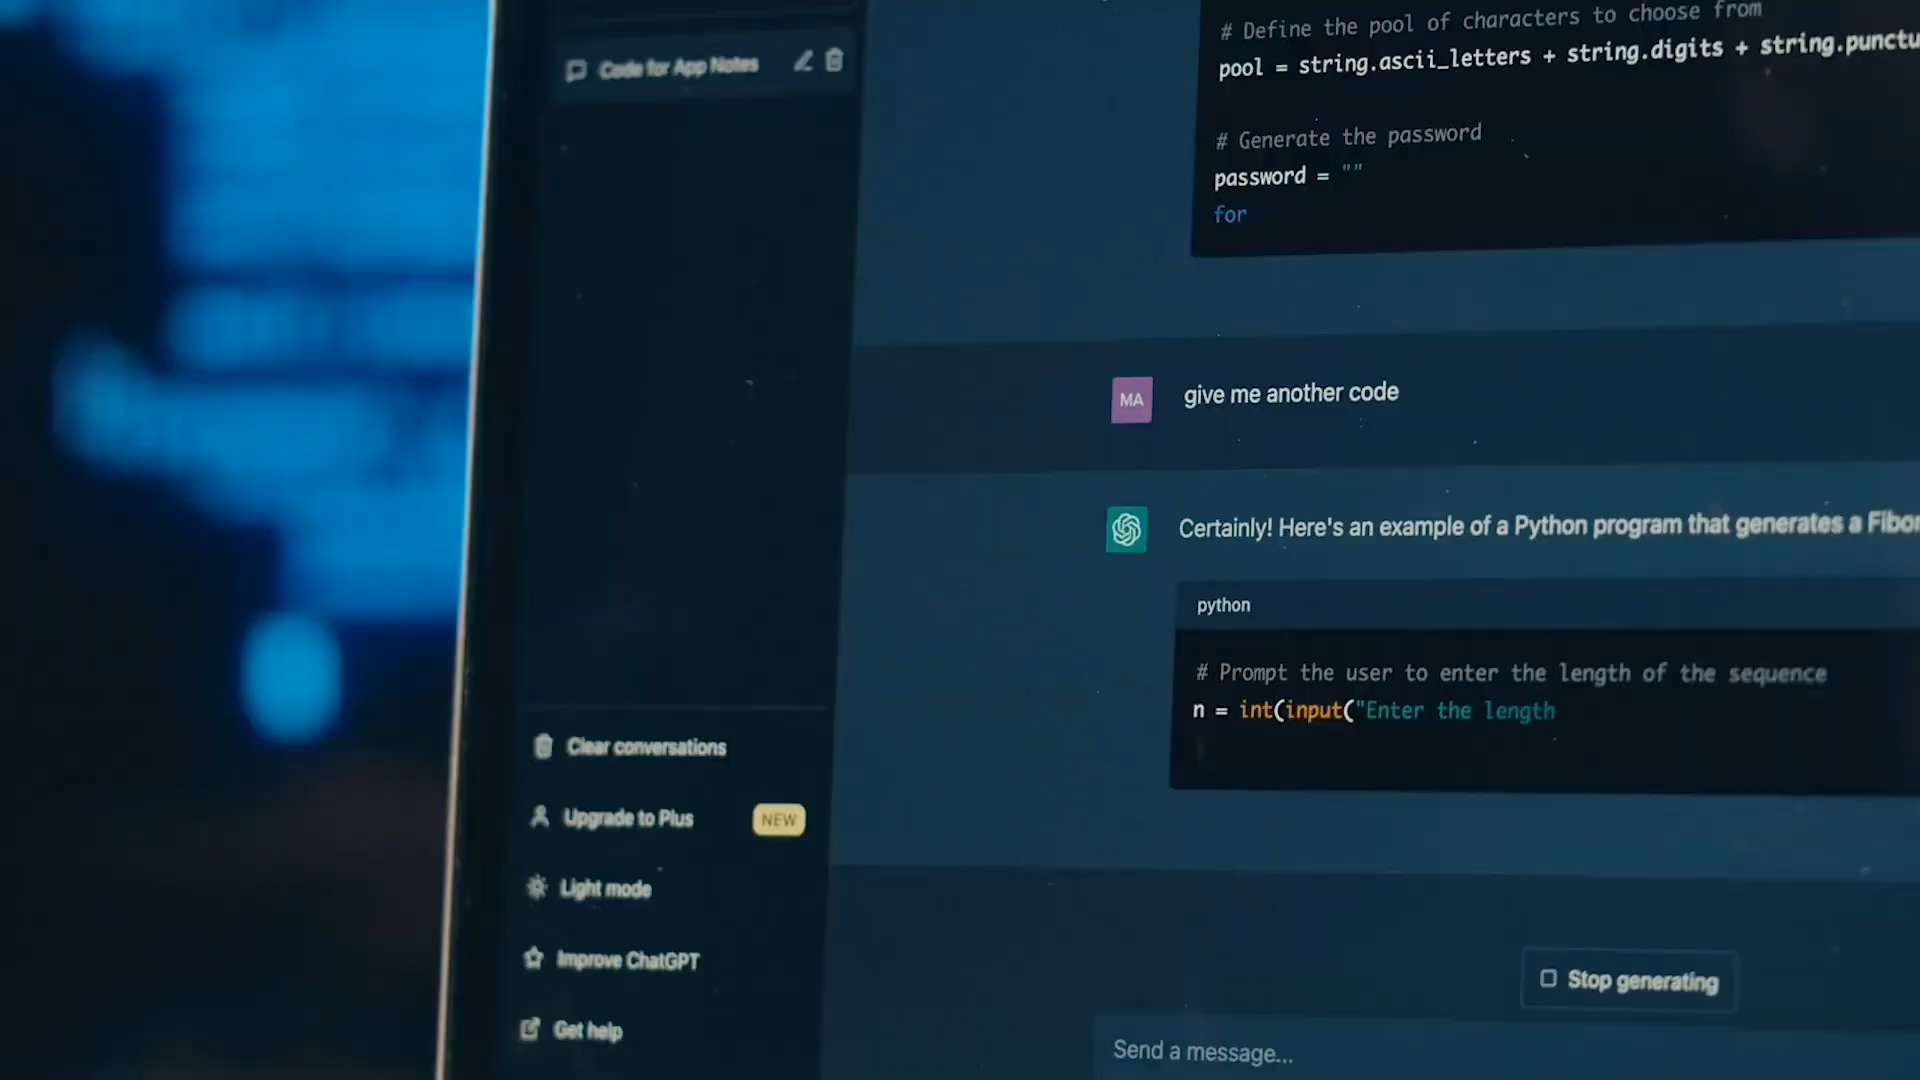 Code for App Notes
# Define the pool of characters to choose from
pool = string.ascii_letters + string.digits + string.punctu
# Generate the password
password = ""
for
MA
give me another code
Certainly! Here's an example of a Python program that generates a Fibon
python
# Prompt the user to enter the length of the sequence
n = int(input("Enter the length
Clear conversations
Upgrade to Plus NEW
Light mode
Improve ChatGPT
Get help
Stop generating
Send a message...